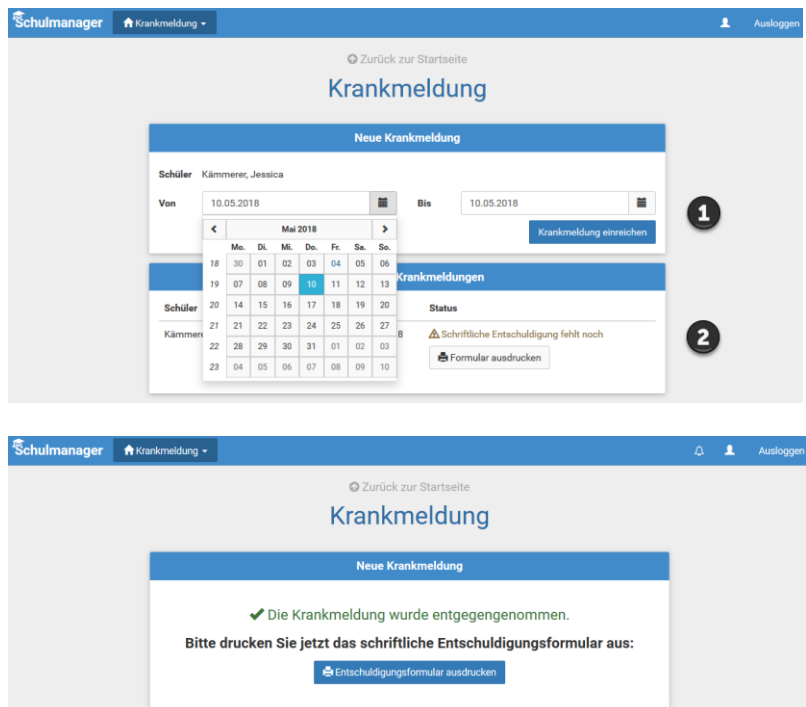 Schulmanager Krankmeldung Ausloggen
Zurück zur Startseite
Krankmeldung
Neue Krankmeldung
Schüler Kämmerer, Jessica
Von 10.05.2018 Bis 10.05.2018
1
Krankmeldung einreichen
Mai 2018
Mo. Di. Mi. Do. Fr. Sa. So.
18 30 01 02 03 04 05 06
19 07 08 09 10 11 12 13
20 14 15 16 17 18 19 20
21 21 22 23 24 25 26 27
22 28 29 30 31 01 02 03
23 04 05 06 07 08 09 10
Krankmeldungen
Schüler Status
Kämmere 8 Schriftliche Entschuldigung fehlt noch
2
Formular ausdrucken
Schulmanager Krankmeldung Ausloggen
Zurück zur Startseite
Krankmeldung
Neue Krankmeldung
Die Krankmeldung wurde entgegengenommen.
Bitte drucken Sie jetzt das schriftliche Entschuldigungsformular aus:
Entschuldigungsformular ausdrucken